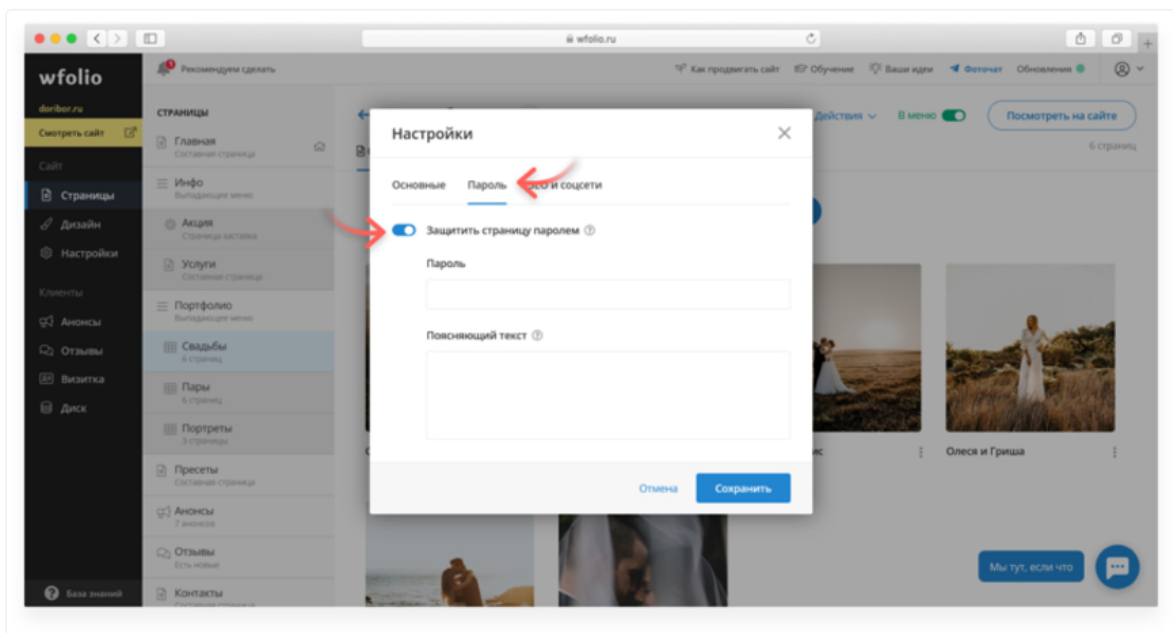 wfolio.ru
wfolio
Рекомендуем сделать
Как продвигать сайт
Обучение
Ваши идеи
Фоточат
Обновления
doribor.ru
Смотреть сайт
Сайт
Страницы
Дизайн
Настройки
Клиенты
Анонсы
Отзывы
Визитка
Диск
База знаний
СТРАНИЦЫ
Главная
Составная страница
Инфо
Выпадающее меню
Акция
Страница-заставка
Услуги
Составная страница
Портфолио
Выпадающее меню
Свадьбы
6 страниц
Пары
6 страниц
Портреты
3 страницы
Пресеты
Составная страница
Анонсы
7 анонсов
Отзывы
Есть новые
Контакты
Составная страница
Действия
В меню
Посмотреть на сайте
6 страниц
Настройки
Основные
Пароль
и соцсети
Защитить страницу паролем
Пароль
Поясняющий текст
Отмена
Сохранить
Олеся и Гриша
Мы тут, если что